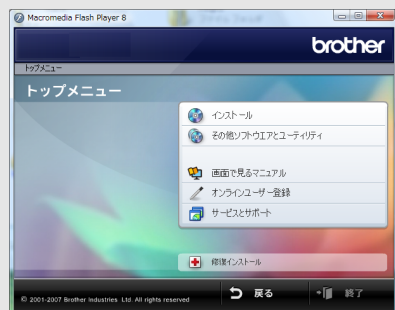 Macromedia Flash Player 8
brother
トップメニュー
トップメニュー
インストール
その他ソフトウエアとユーティリティ
画面で見るマニュアル
オンラインユーザー登録
サービスとサポート
修復インストール
© 2001-2007 Brother Industries Ltd. All rights reserved
戻る
終了